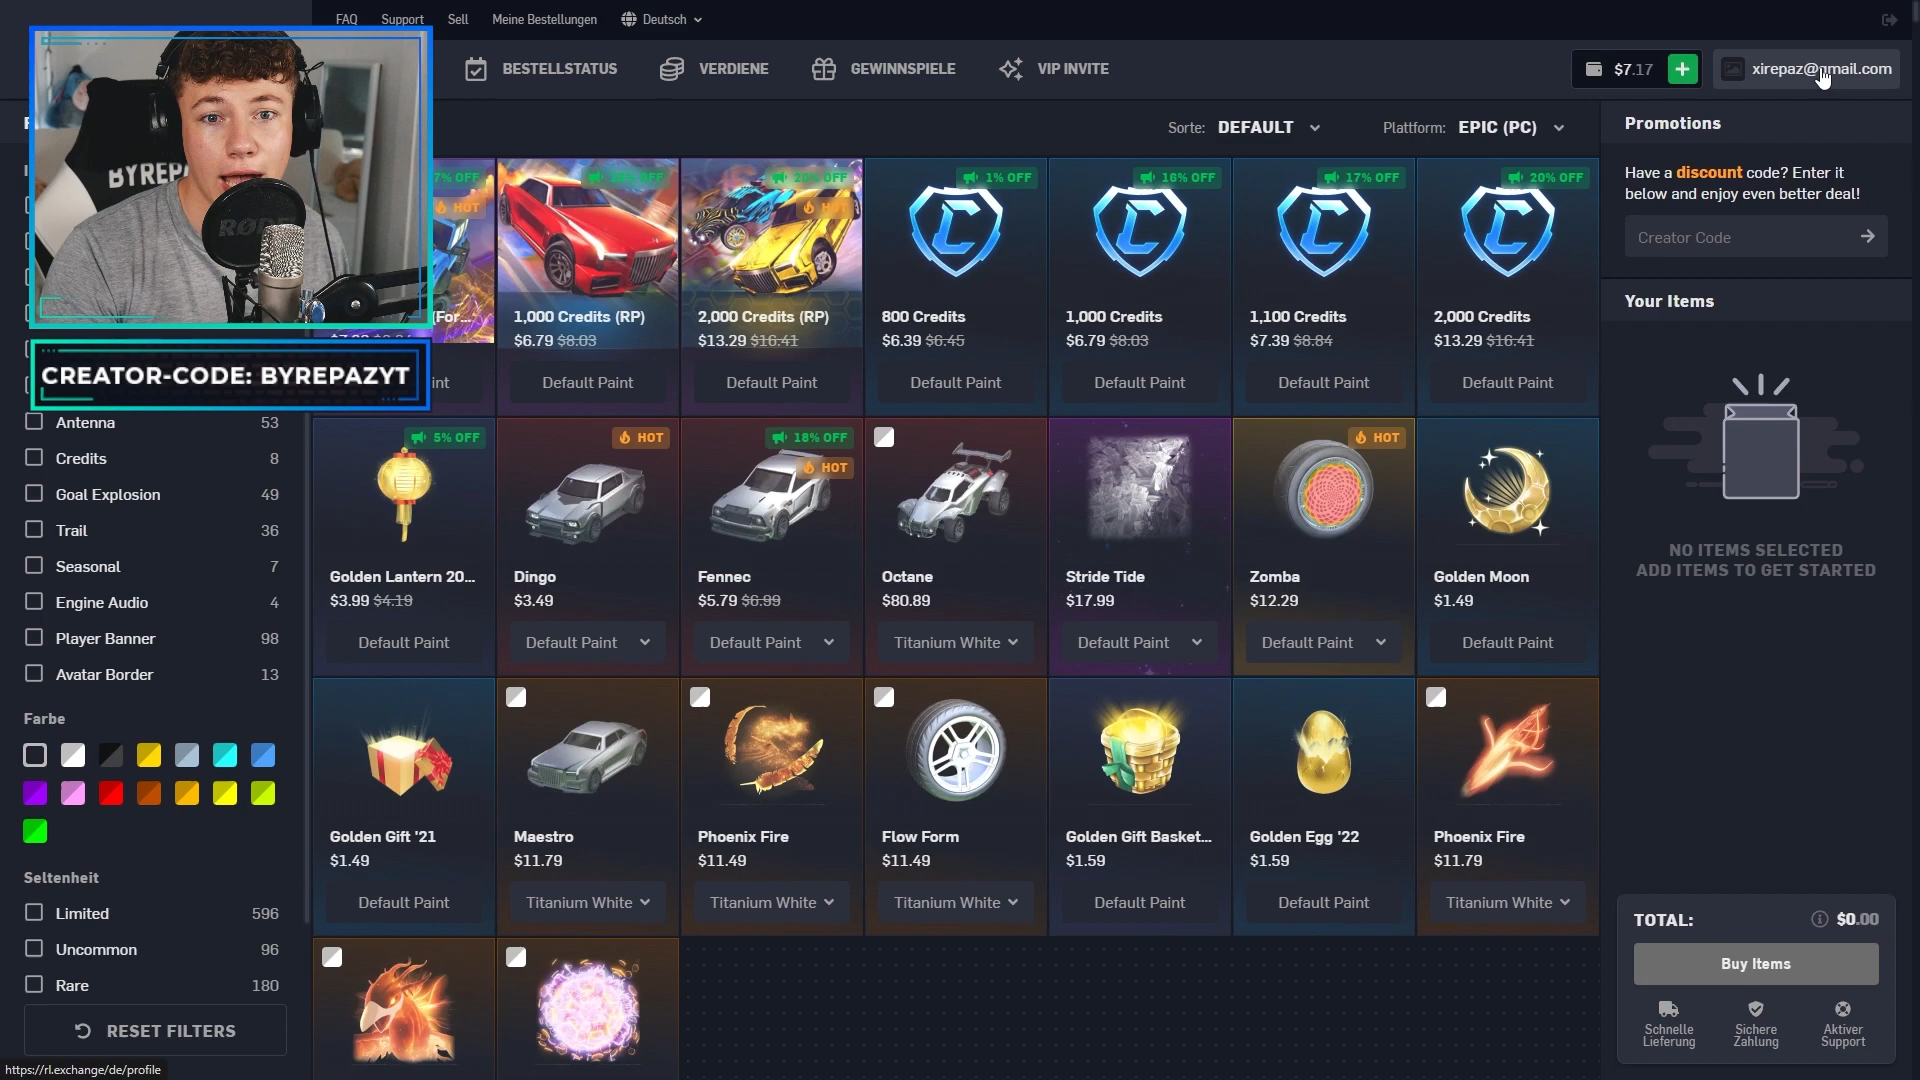 FAQ Support Sell Meine Bestellungen Deutsch
BESTELLSTATUS VERDIENE GEWINNSPIELE VIP INVITE
$7.17
xirepaz@gmail.com
BYREP
RØDE
CREATOR-CODE: BYREPAZYT
Sorte: DEFAULT Plattform: EPIC (PC)
7% OFF
HOT
(For...
int
1,000 Credits (RP)
$6.79 $8.03
Default Paint
20% OFF
HOT
2,000 Credits (RP)
$13.29 $16.41
Default Paint
1% OFF
800 Credits
$6.39 $6.45
Default Paint
16% OFF
1,000 Credits
$6.79 $8.03
Default Paint
17% OFF
1,100 Credits
$7.39 $8.84
Default Paint
20% OFF
2,000 Credits
$13.29 $16.41
Default Paint
5% OFF
Golden Lantern 20...
$3.99 $4.19
Default Paint
HOT
Dingo
$3.49
Default Paint
18% OFF
HOT
Fennec
$5.79 $6.99
Default Paint
Octane
$80.89
Titanium White
Stride Tide
$17.99
Default Paint
HOT
Zomba
$12.29
Default Paint
Golden Moon
$1.49
Default Paint
Golden Gift '21
$1.49
Default Paint
Maestro
$11.79
Titanium White
Phoenix Fire
$11.49
Titanium White
Flow Form
$11.49
Titanium White
Golden Gift Basket...
$1.59
Default Paint
Golden Egg '22
$1.59
Default Paint
Phoenix Fire
$11.79
Titanium White
Antenna 53
Credits 8
Goal Explosion 49
Trail 36
Seasonal 7
Engine Audio 4
Player Banner 98
Avatar Border 13
Farbe
Seltenheit
Limited 596
Uncommon 96
Rare 180
RESET FILTERS
https://rl.exchange/de/profile
Promotions
Have a discount code? Enter it
below and enjoy even better deal!
Creator Code
Your Items
NO ITEMS SELECTED
ADD ITEMS TO GET STARTED
TOTAL: $0.00
Buy Items
Schnelle
Lieferung
Sichere
Zahlung
Aktiver
Support